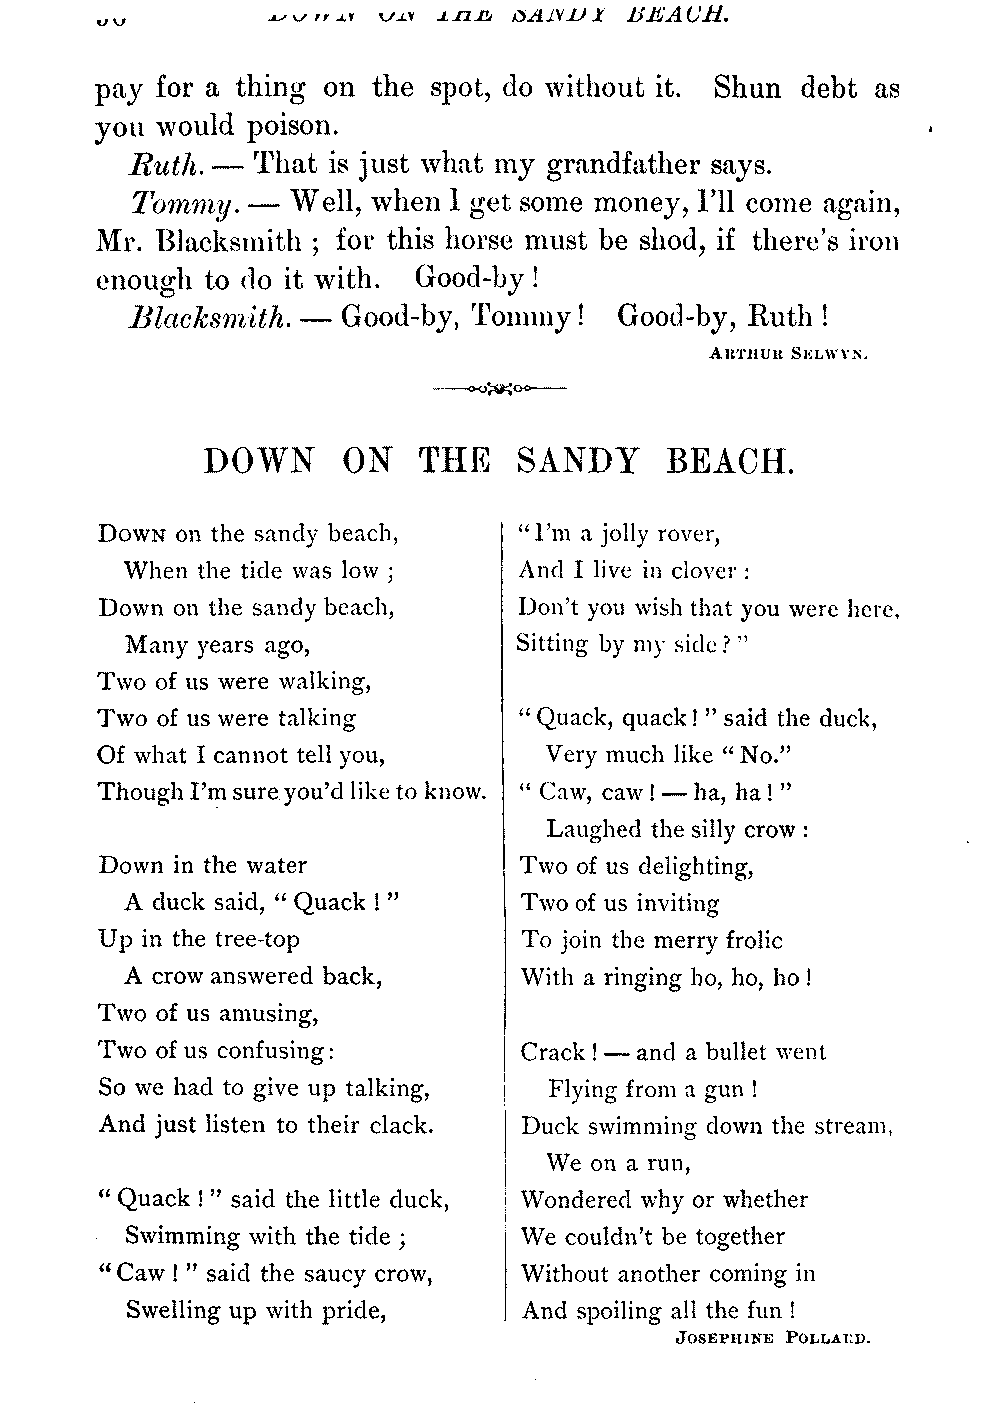 DOWN ON THE SANDY BEACH.
pay for a thing on the spot, do without it. Shun debt as
you would poison.
Ruth. — That is just what my grandfather says.
Tommy. — Well, when I get some money, I'll come again,
Mr. Blacksmith ; for this horse must be shod, if there's iron
enough to do it with. Good-by !
Blacksmith. — Good-by, Tommy ! Good-by, Ruth !
ARTHUR SELWYN.
DOWN ON THE SANDY BEACH.
DOWN on the sandy beach,
When the tide was low ;
Down on the sandy beach,
Many years ago,
Two of us were walking,
Two of us were talking
Of what I cannot tell you,
Though I'm sure you'd like to know.
Down in the water
A duck said, “ Quack ! ”
Up in the tree-top
A crow answered back,
Two of us amusing,
Two of us confusing :
So we had to give up talking,
And just listen to their clack.
“ Quack ! ” said the little duck,
Swimming with the tide ;
“ Caw ! ” said the saucy crow,
Swelling up with pride,
“ I'm a jolly rover,
And I live in clover :
Don't you wish that you were here,
Sitting by my side ? ”
“ Quack, quack ! ” said the duck,
Very much like “ No.”
“ Caw, caw ! — ha, ha ! ”
Laughed the silly crow :
Two of us delighting,
Two of us inviting
To join the merry frolic
With a ringing ho, ho, ho !
Crack ! — and a bullet went
Flying from a gun !
Duck swimming down the stream,
We on a run,
Wondered why or whether
We couldn't be together
Without another coming in
And spoiling all the fun !
JOSEPHINE POLLARD.